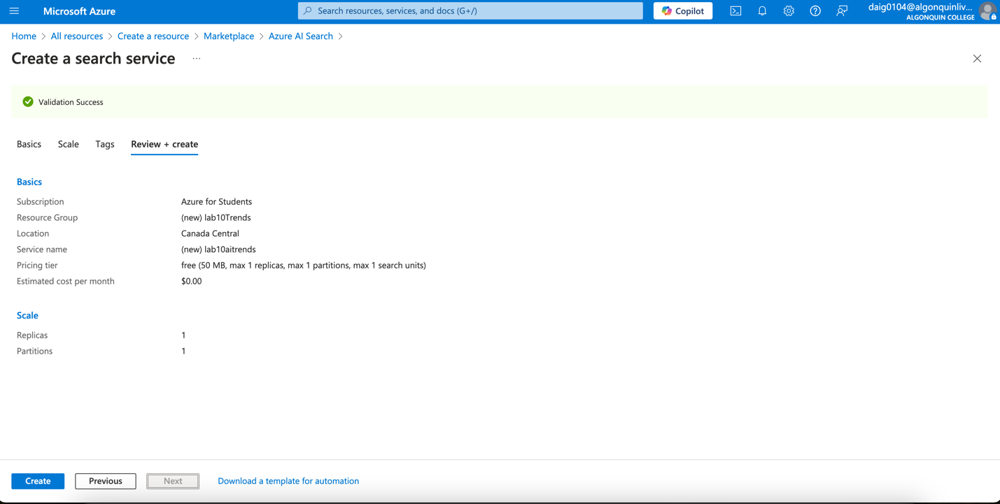 Microsoft Azure
Search resources, services, and docs (G+/)
Copilot
daig0104@algonquinliv...
ALGONQUIN COLLEGE
Home > All resources > Create a resource > Marketplace > Azure AI Search >
Create a search service ...
Validation Success
Basics Scale Tags Review + create
Basics
Subscription Azure for Students
Resource Group (new) lab10Trends
Location Canada Central
Service name (new) lab10aitrends
Pricing tier free (50 MB, max 1 replicas, max 1 partitions, max 1 search units)
Estimated cost per month $0.00
Scale
Replicas 1
Partitions 1
Create Previous Next Download a template for automation